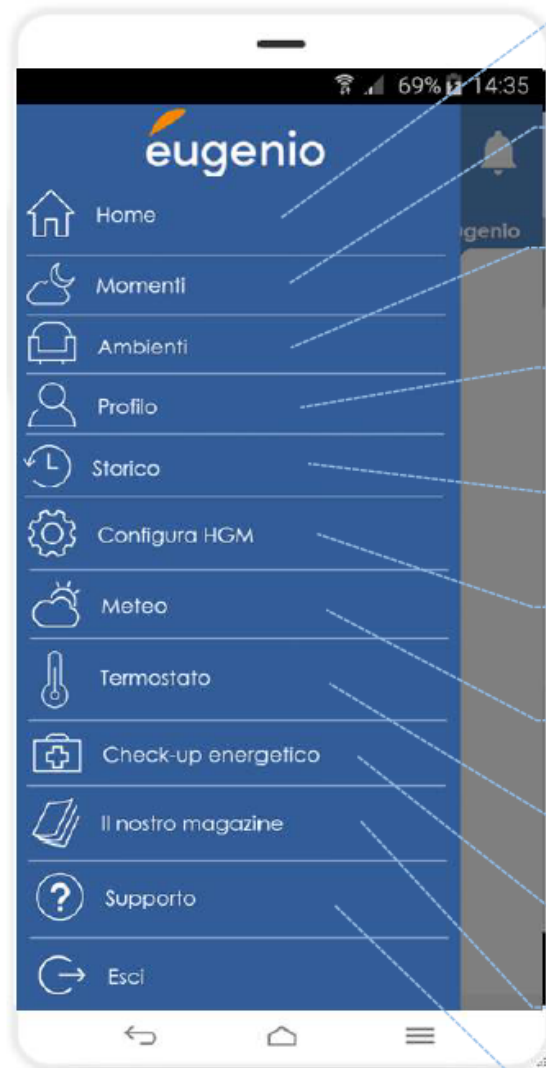 69% 14:35
eugenio
Home
genio
Momenti
Ambienti
Profilo
Storico
Configura HGM
Meteo
Termostato
Check-up energetico
Il nostro magazine
Supporto
Esci